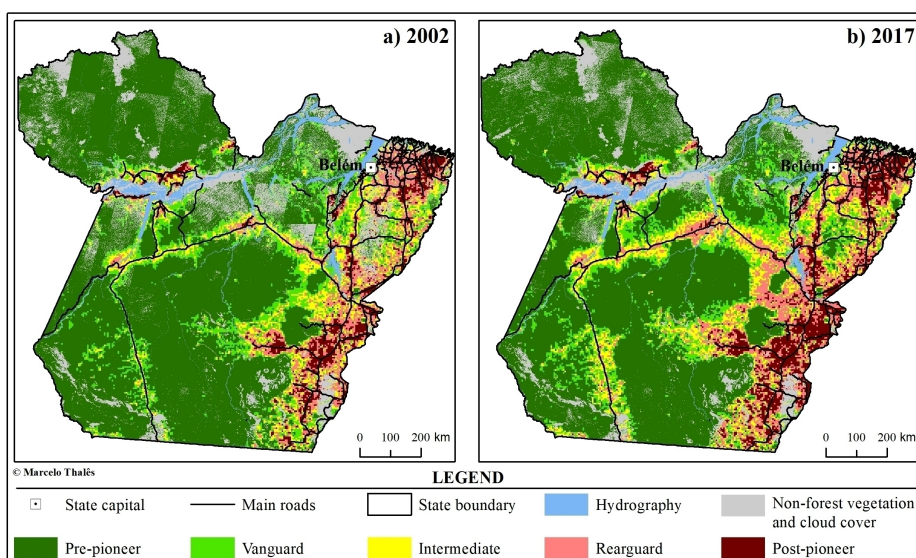 a) 2002
Belém
0 100 200 km
b) 2017
Belém
0 100 200 km
© Marcelo Thalês
LEGEND
State capital
Main roads
State boundary
Hydrography
Non-forest vegetation
and cloud cover
Pre-pioneer
Vanguard
Intermediate
Rearguard
Post-pioneer